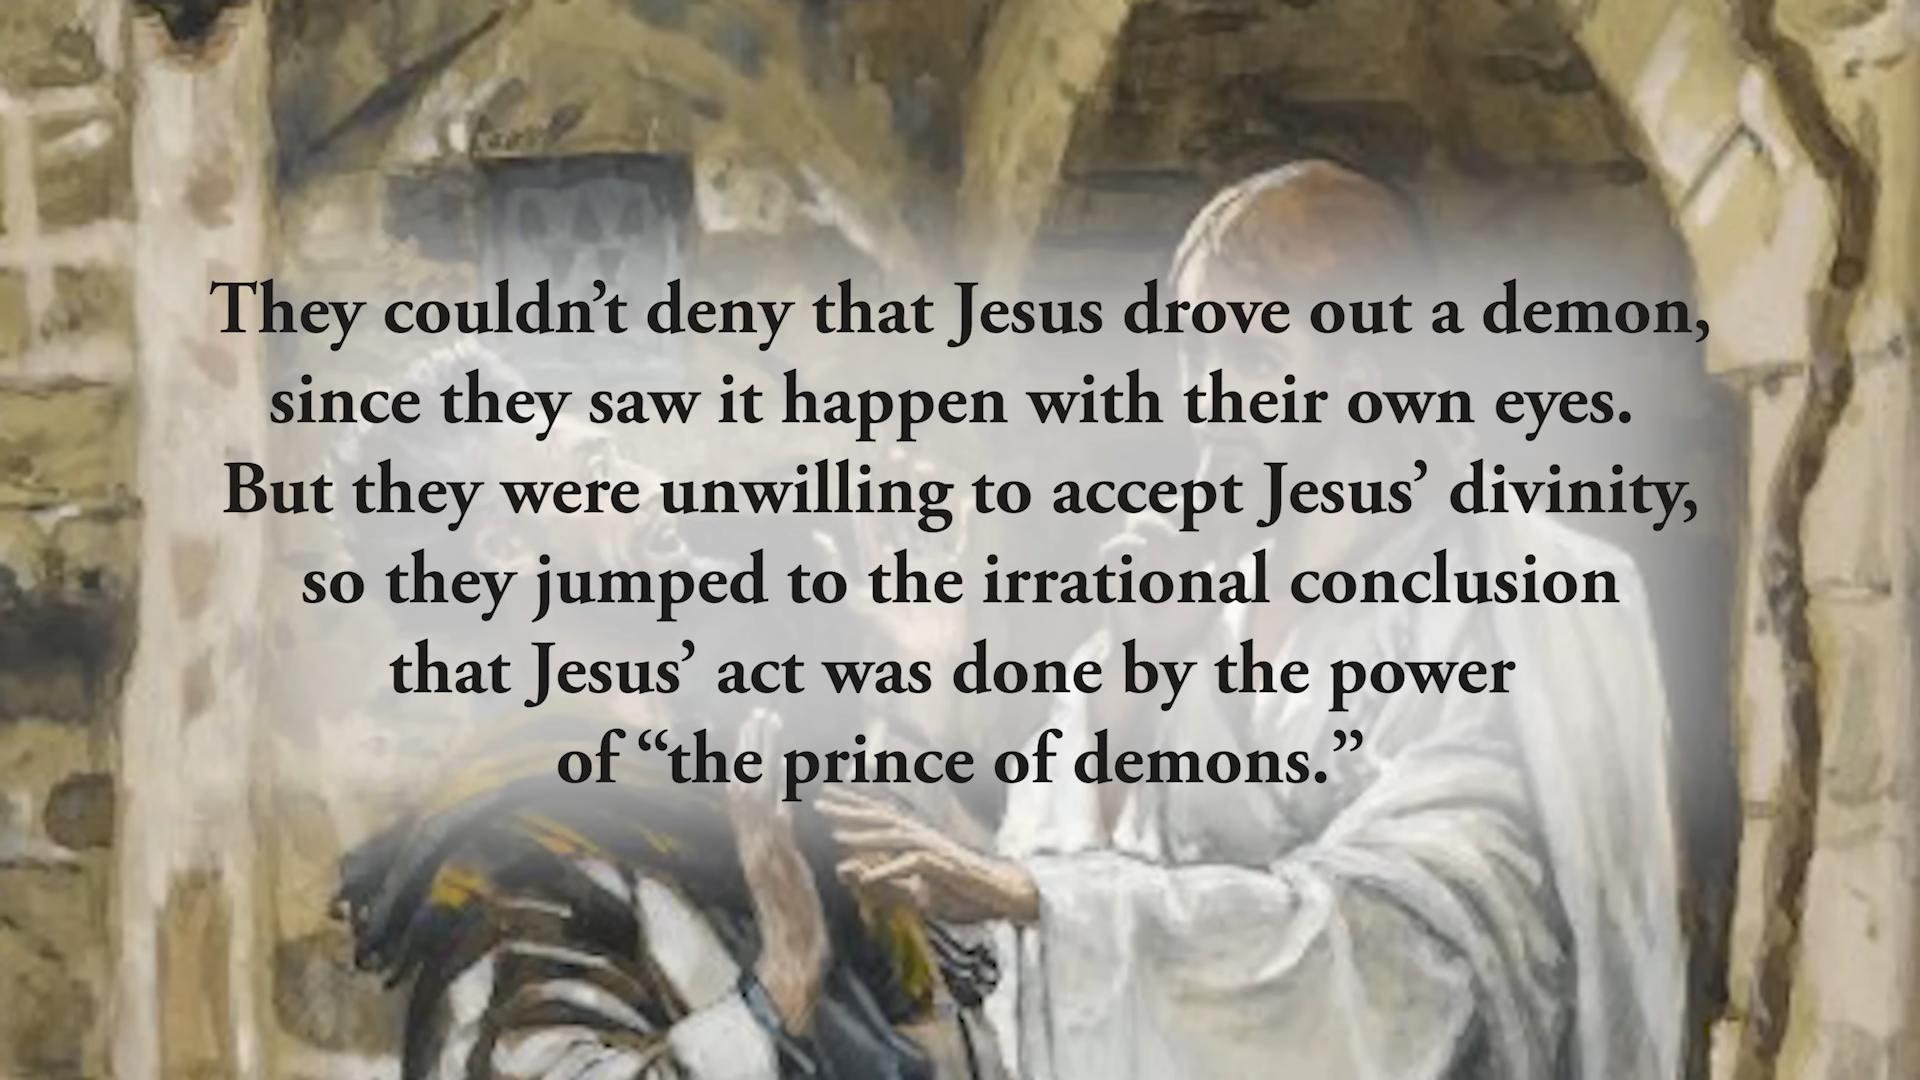 They couldn’t deny that Jesus drove out a demon,
since they saw it happen with their own eyes.
But they were unwilling to accept Jesus’ divinity,
so they jumped to the irrational conclusion
that Jesus’ act was done by the power
of “the prince of demons.”